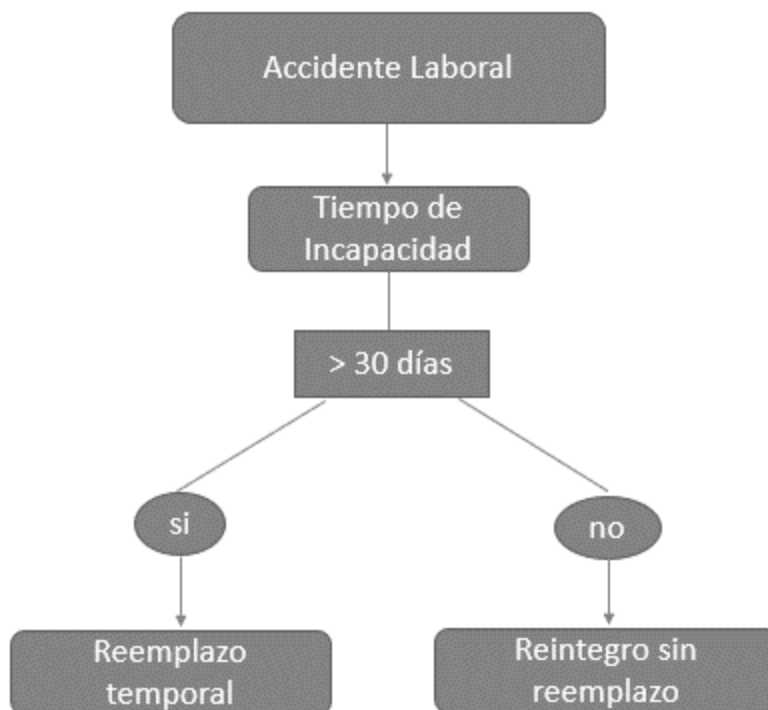 Accidente Laboral
Tiempo de
Incapacidad
> 30 días
si
no
Reemplazo
temporal
Reintegro sin
reemplazo